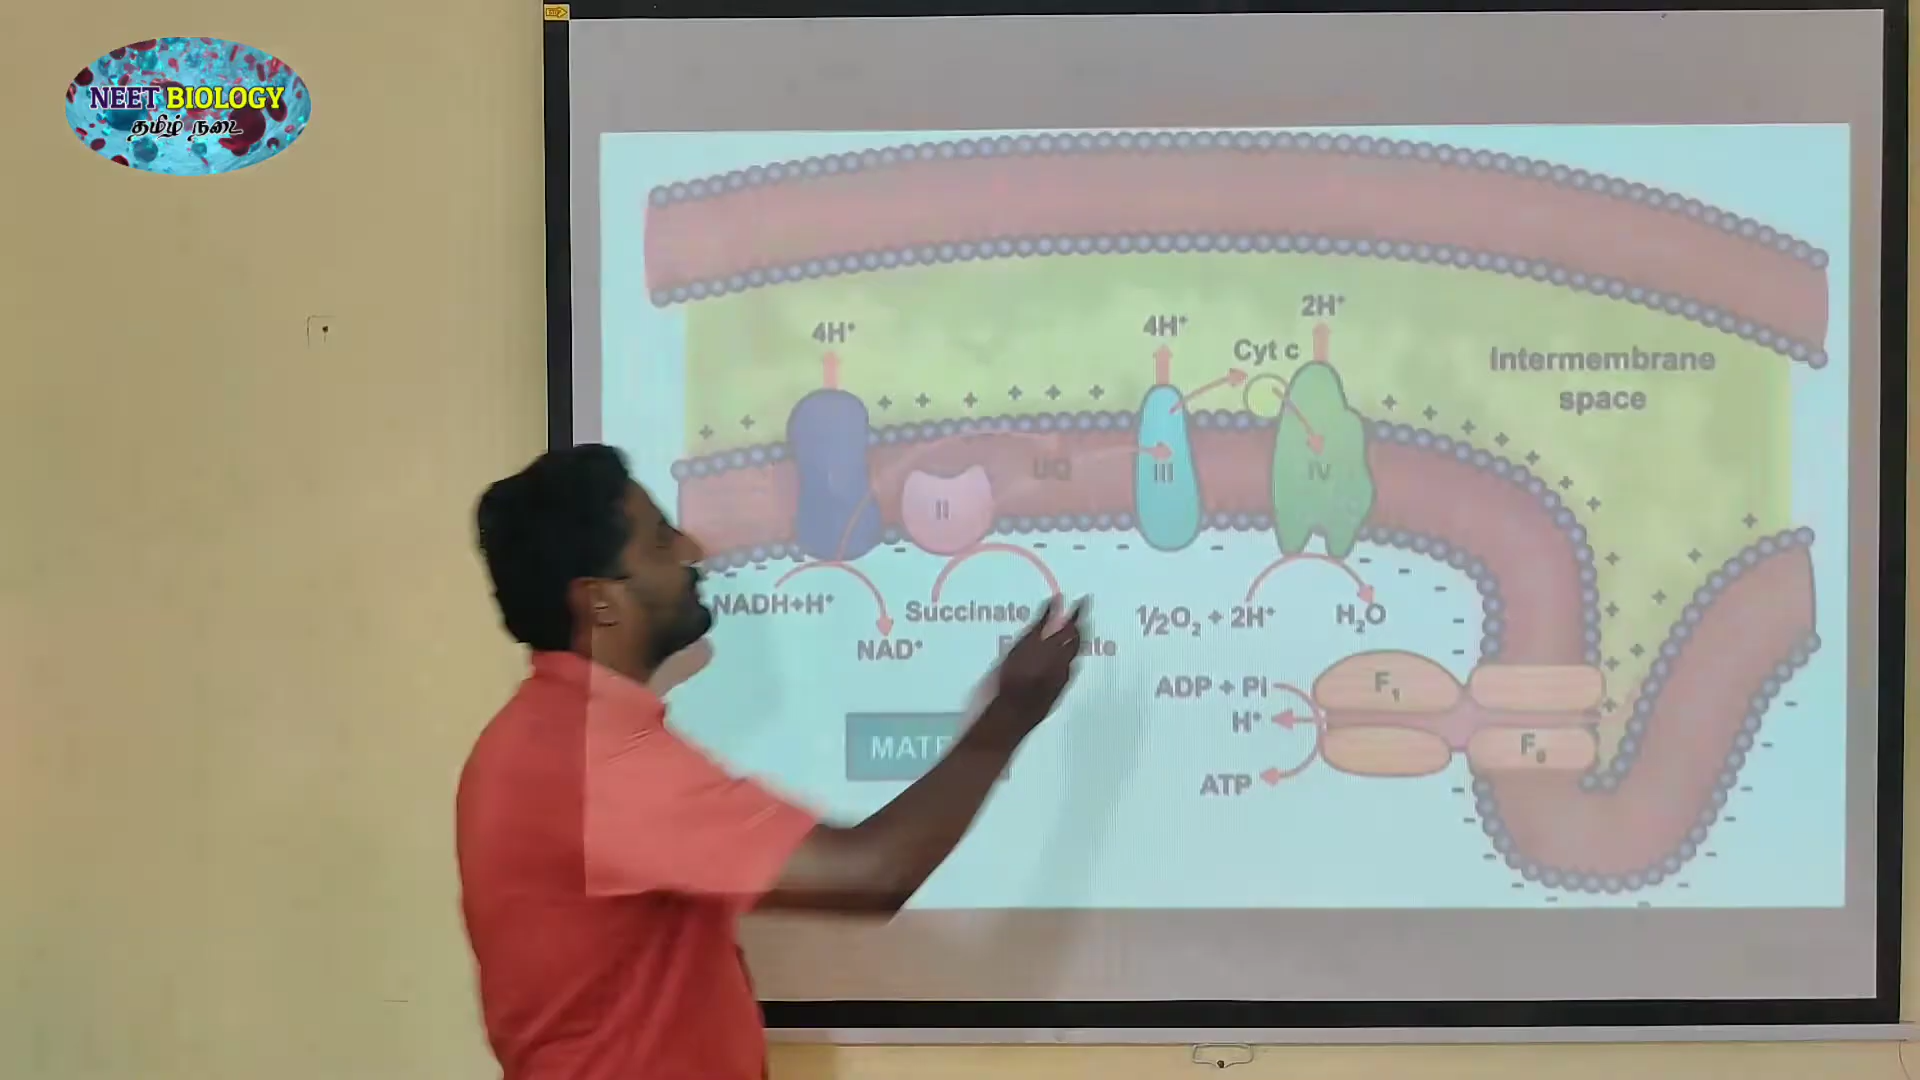 NEET BIOLOGY
தமிழ் நடை
4H⁺
4H⁺
2H⁺
Cyt c
Intermembrane
space
II
UQ
III
IV
NADH+H⁺
NAD⁺
Succinate
½O₂ + 2H⁺
H₂O
ADP + Pi
H⁺
ATP
F₁
F₀